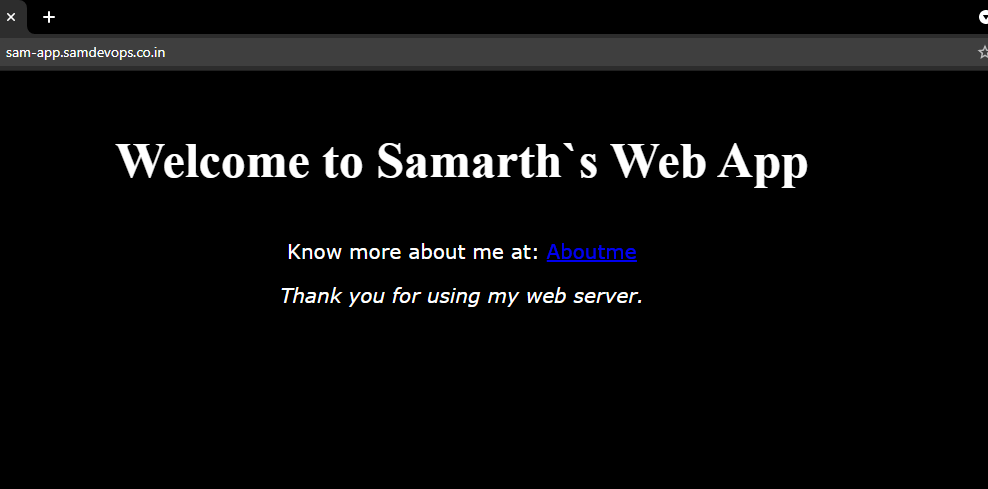 sam-app.samdevops.co.in
Welcome to Samarth`s Web App
Know more about me at: Aboutme
Thank you for using my web server.